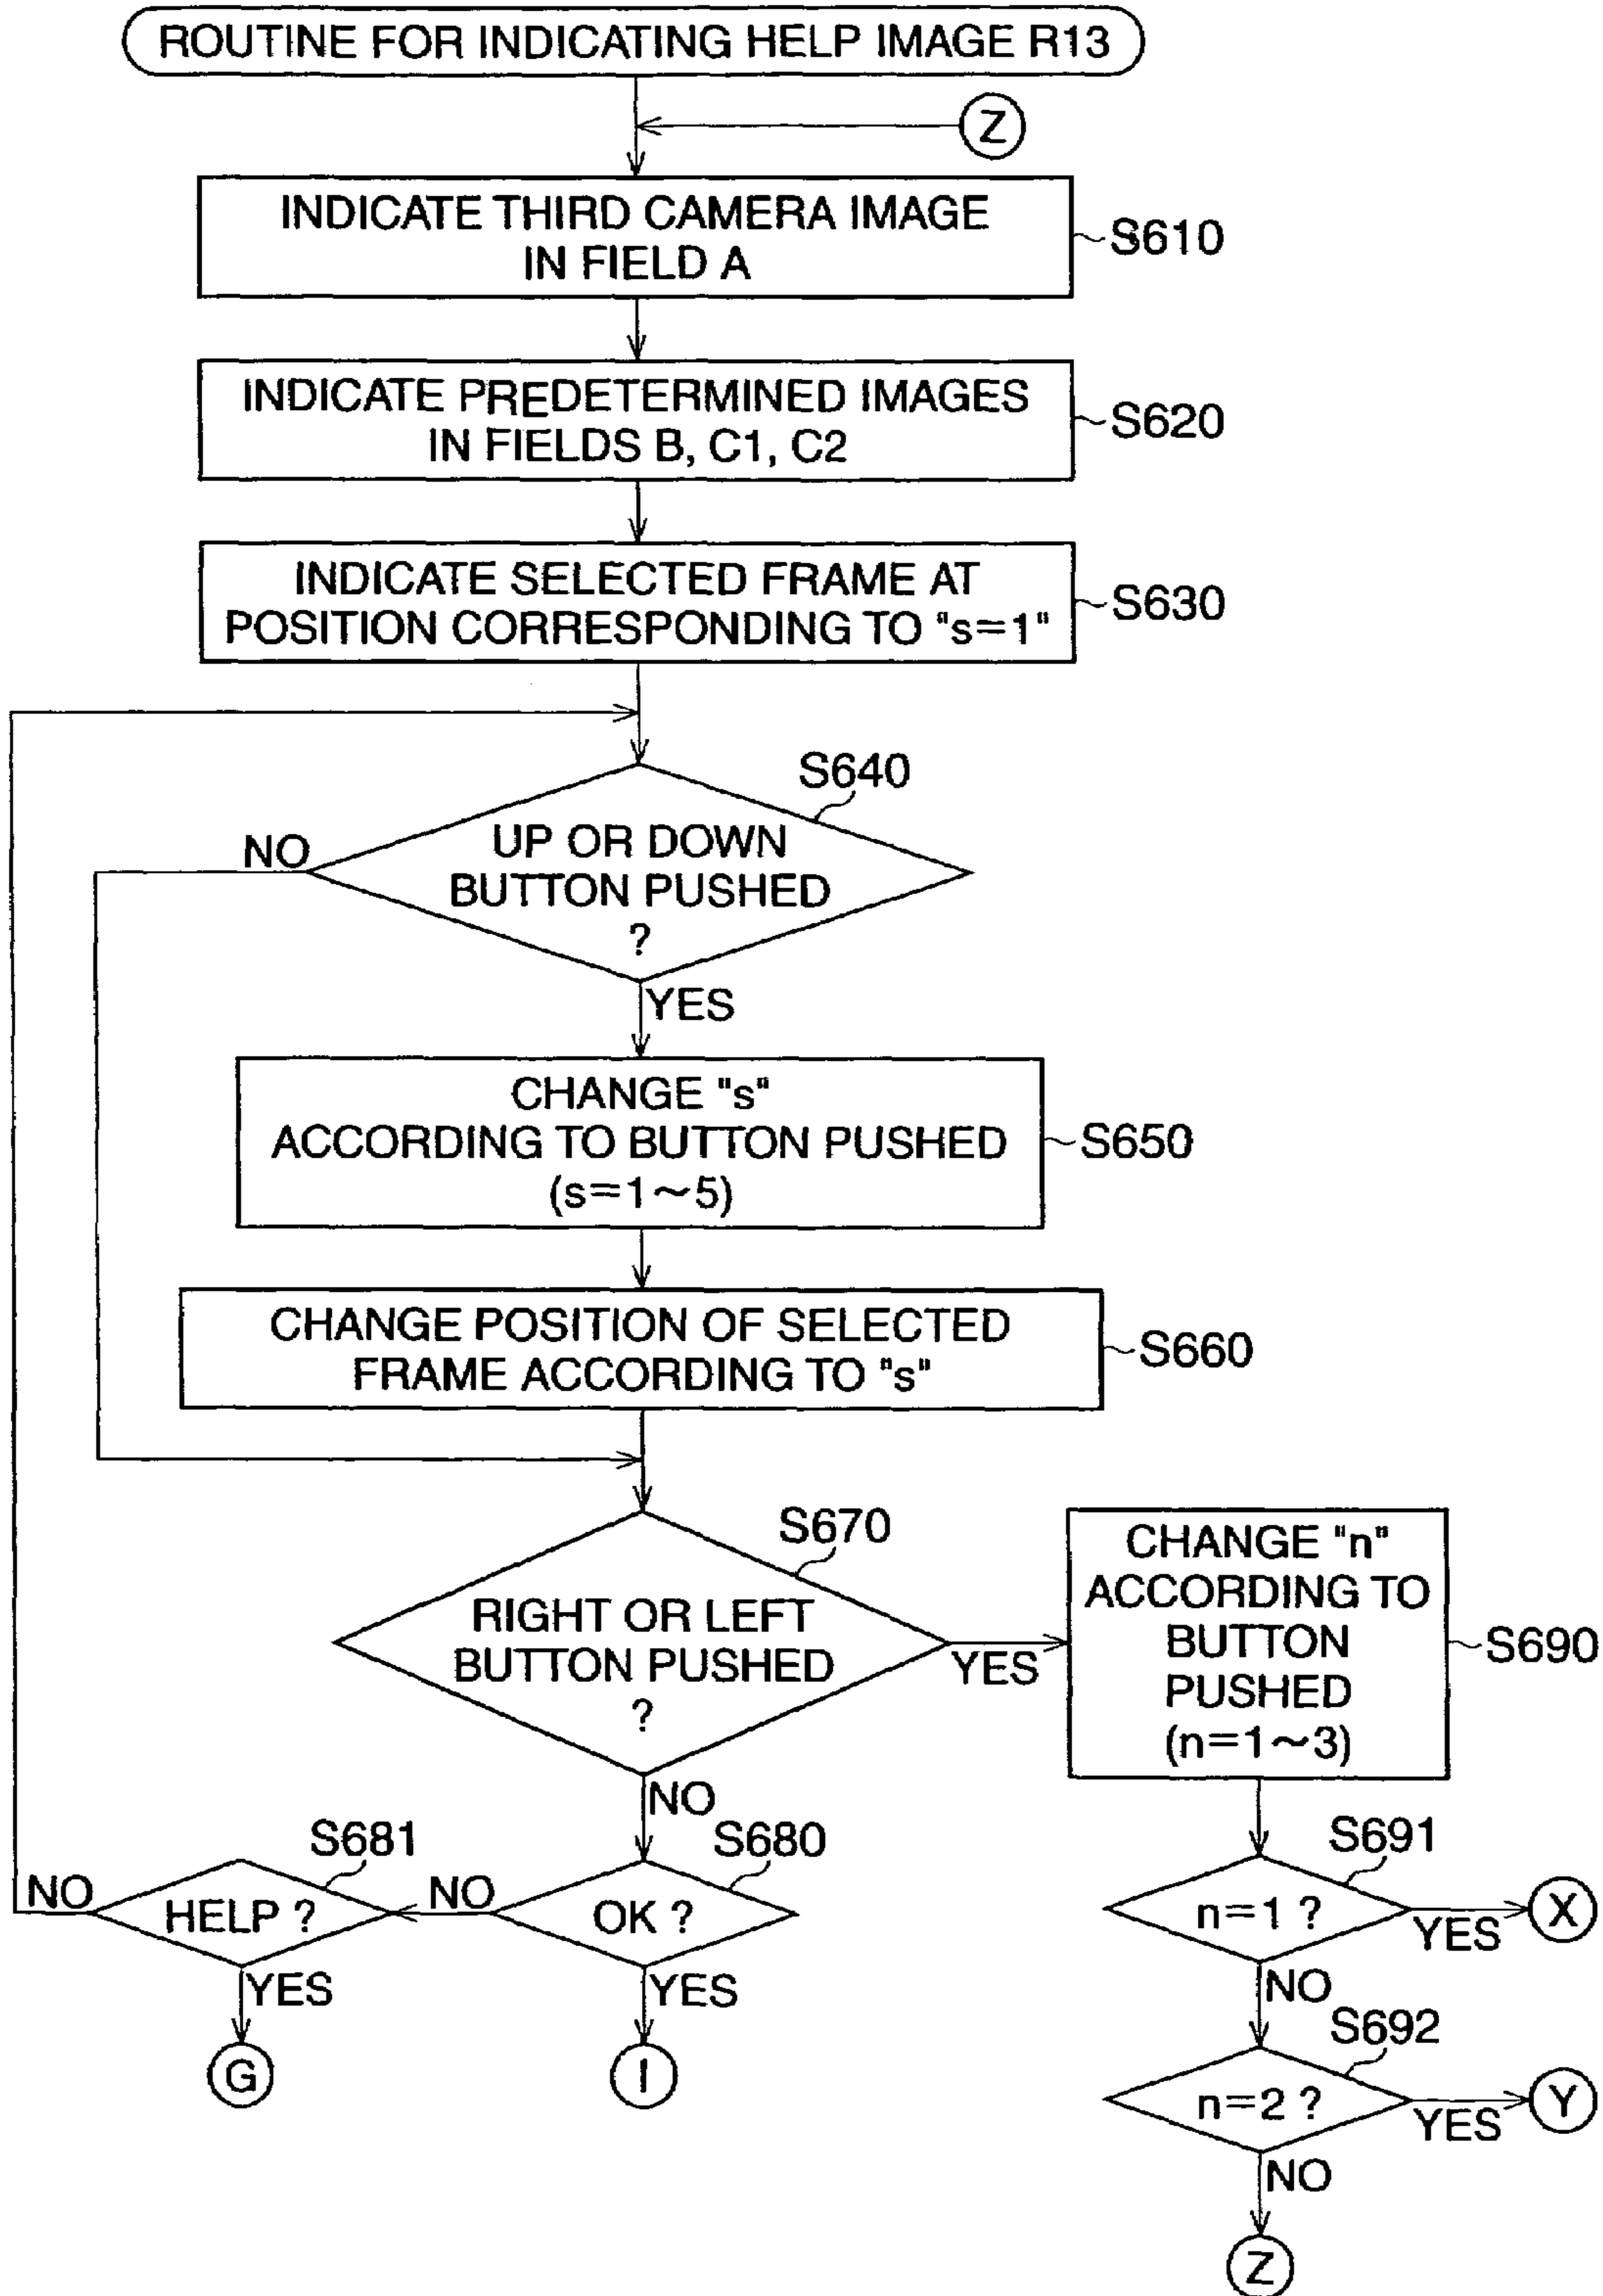 ROUTINE FOR INDICATING HELP IMAGE R13
Z
INDICATE THIRD CAMERA IMAGE
IN FIELD A
S610
INDICATE PREDETERMINED IMAGES
IN FIELDS B, C1, C2
S620
INDICATE SELECTED FRAME AT
POSITION CORRESPONDING TO "s=1"
S630
S640
UP OR DOWN
BUTTON PUSHED
?
NO
YES
CHANGE "s"
ACCORDING TO BUTTON PUSHED
(s=1~5)
S650
CHANGE POSITION OF SELECTED
FRAME ACCORDING TO "s"
S660
S670
RIGHT OR LEFT
BUTTON PUSHED
?
YES
CHANGE "n"
ACCORDING TO
BUTTON
PUSHED
(n=1~3)
S690
NO
S680
OK ?
NO
YES
I
S681
HELP ?
NO
YES
G
S691
n=1 ?
YES
X
NO
S692
n=2 ?
YES
Y
NO
Z